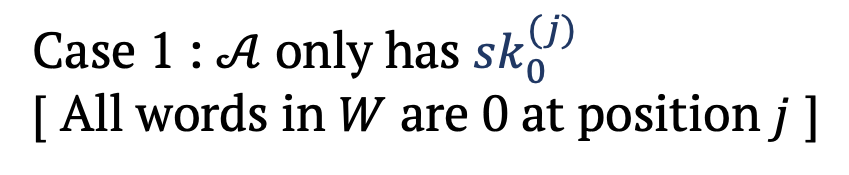 Case 1 : 𝒜 only has sk₀⁽ʲ⁾
[ All words in W are 0 at position j ]